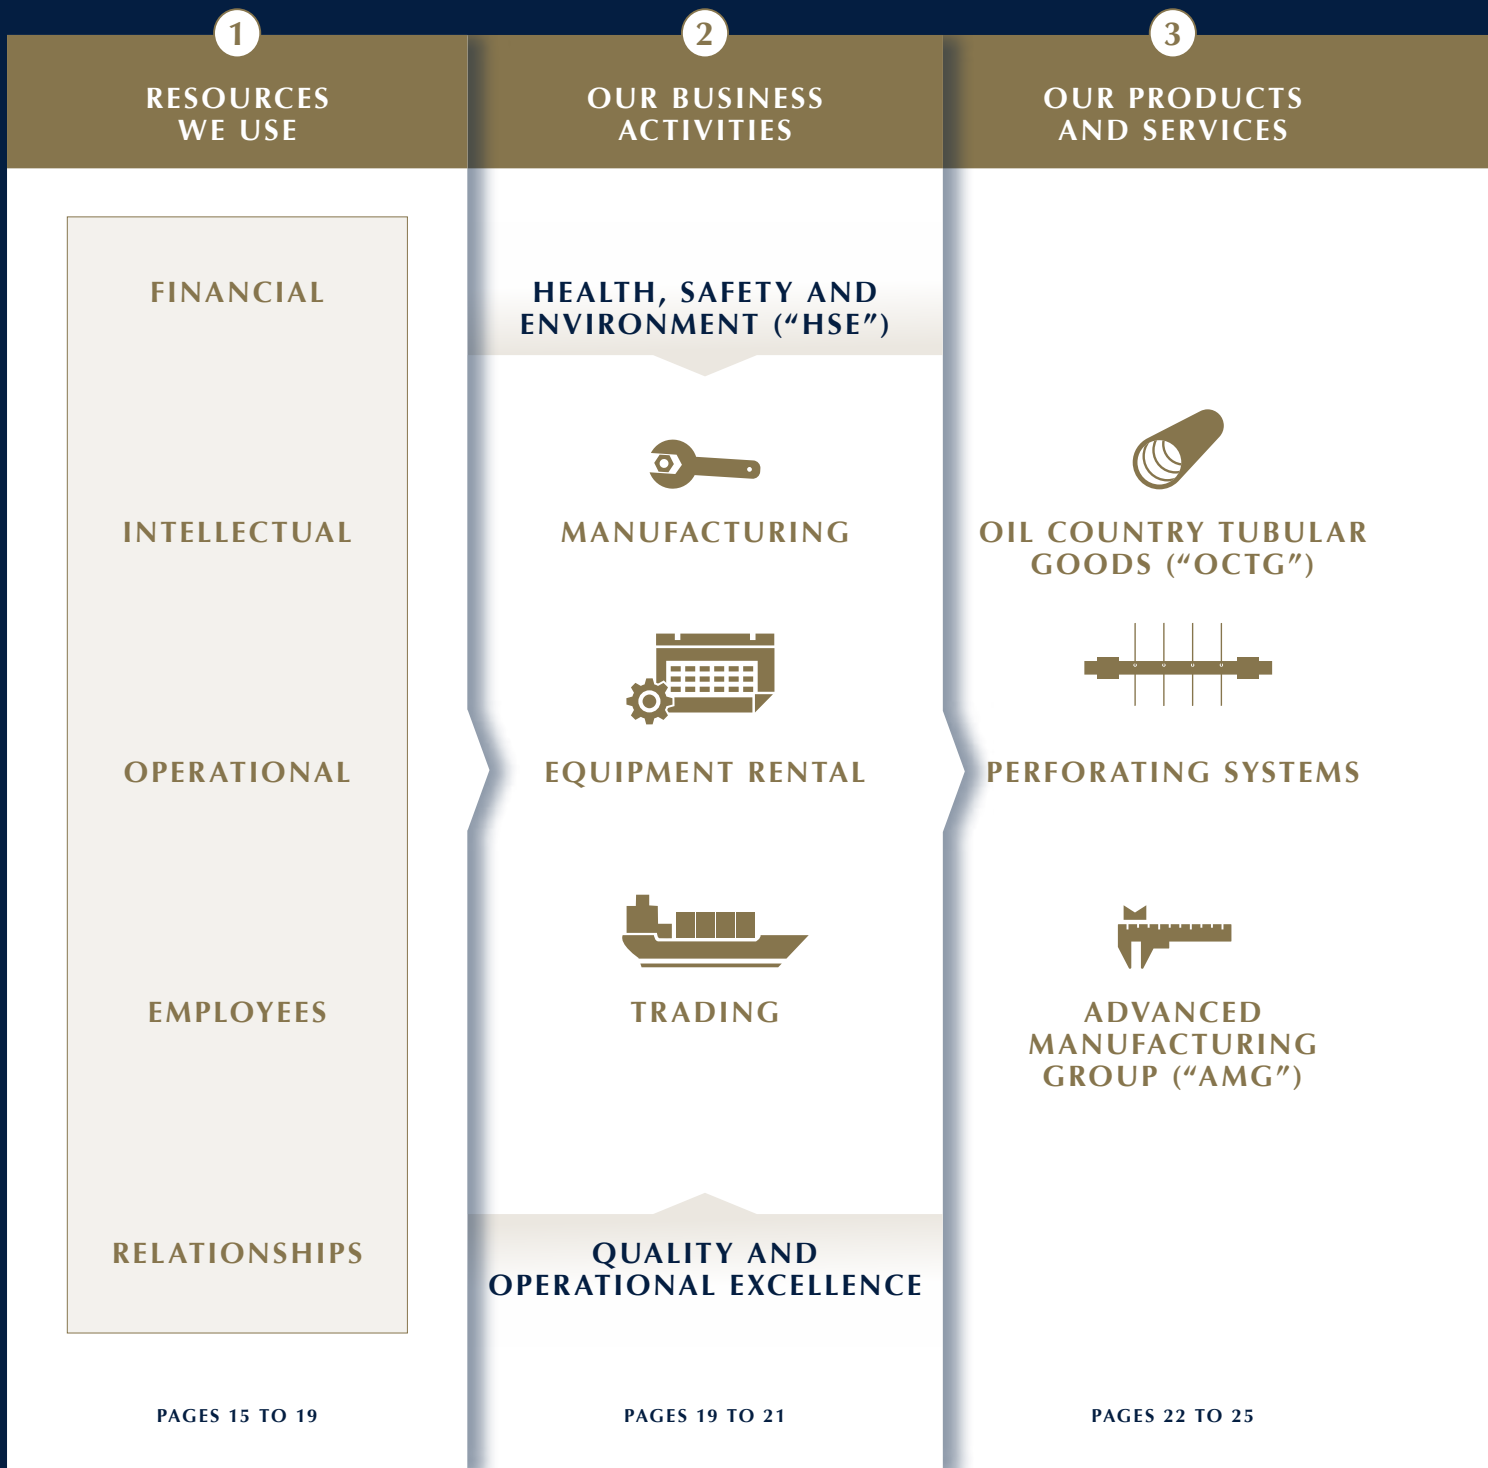 1
RESOURCES
WE USE
FINANCIAL
INTELLECTUAL
OPERATIONAL
EMPLOYEES
RELATIONSHIPS
PAGES 15 TO 19
2
OUR BUSINESS
ACTIVITIES
HEALTH, SAFETY AND
ENVIRONMENT (“HSE”)
MANUFACTURING
EQUIPMENT RENTAL
TRADING
QUALITY AND
OPERATIONAL EXCELLENCE
PAGES 19 TO 21
3
OUR PRODUCTS
AND SERVICES
OIL COUNTRY TUBULAR
GOODS (“OCTG”)
PERFORATING SYSTEMS
ADVANCED
MANUFACTURING
GROUP (“AMG”)
PAGES 22 TO 25